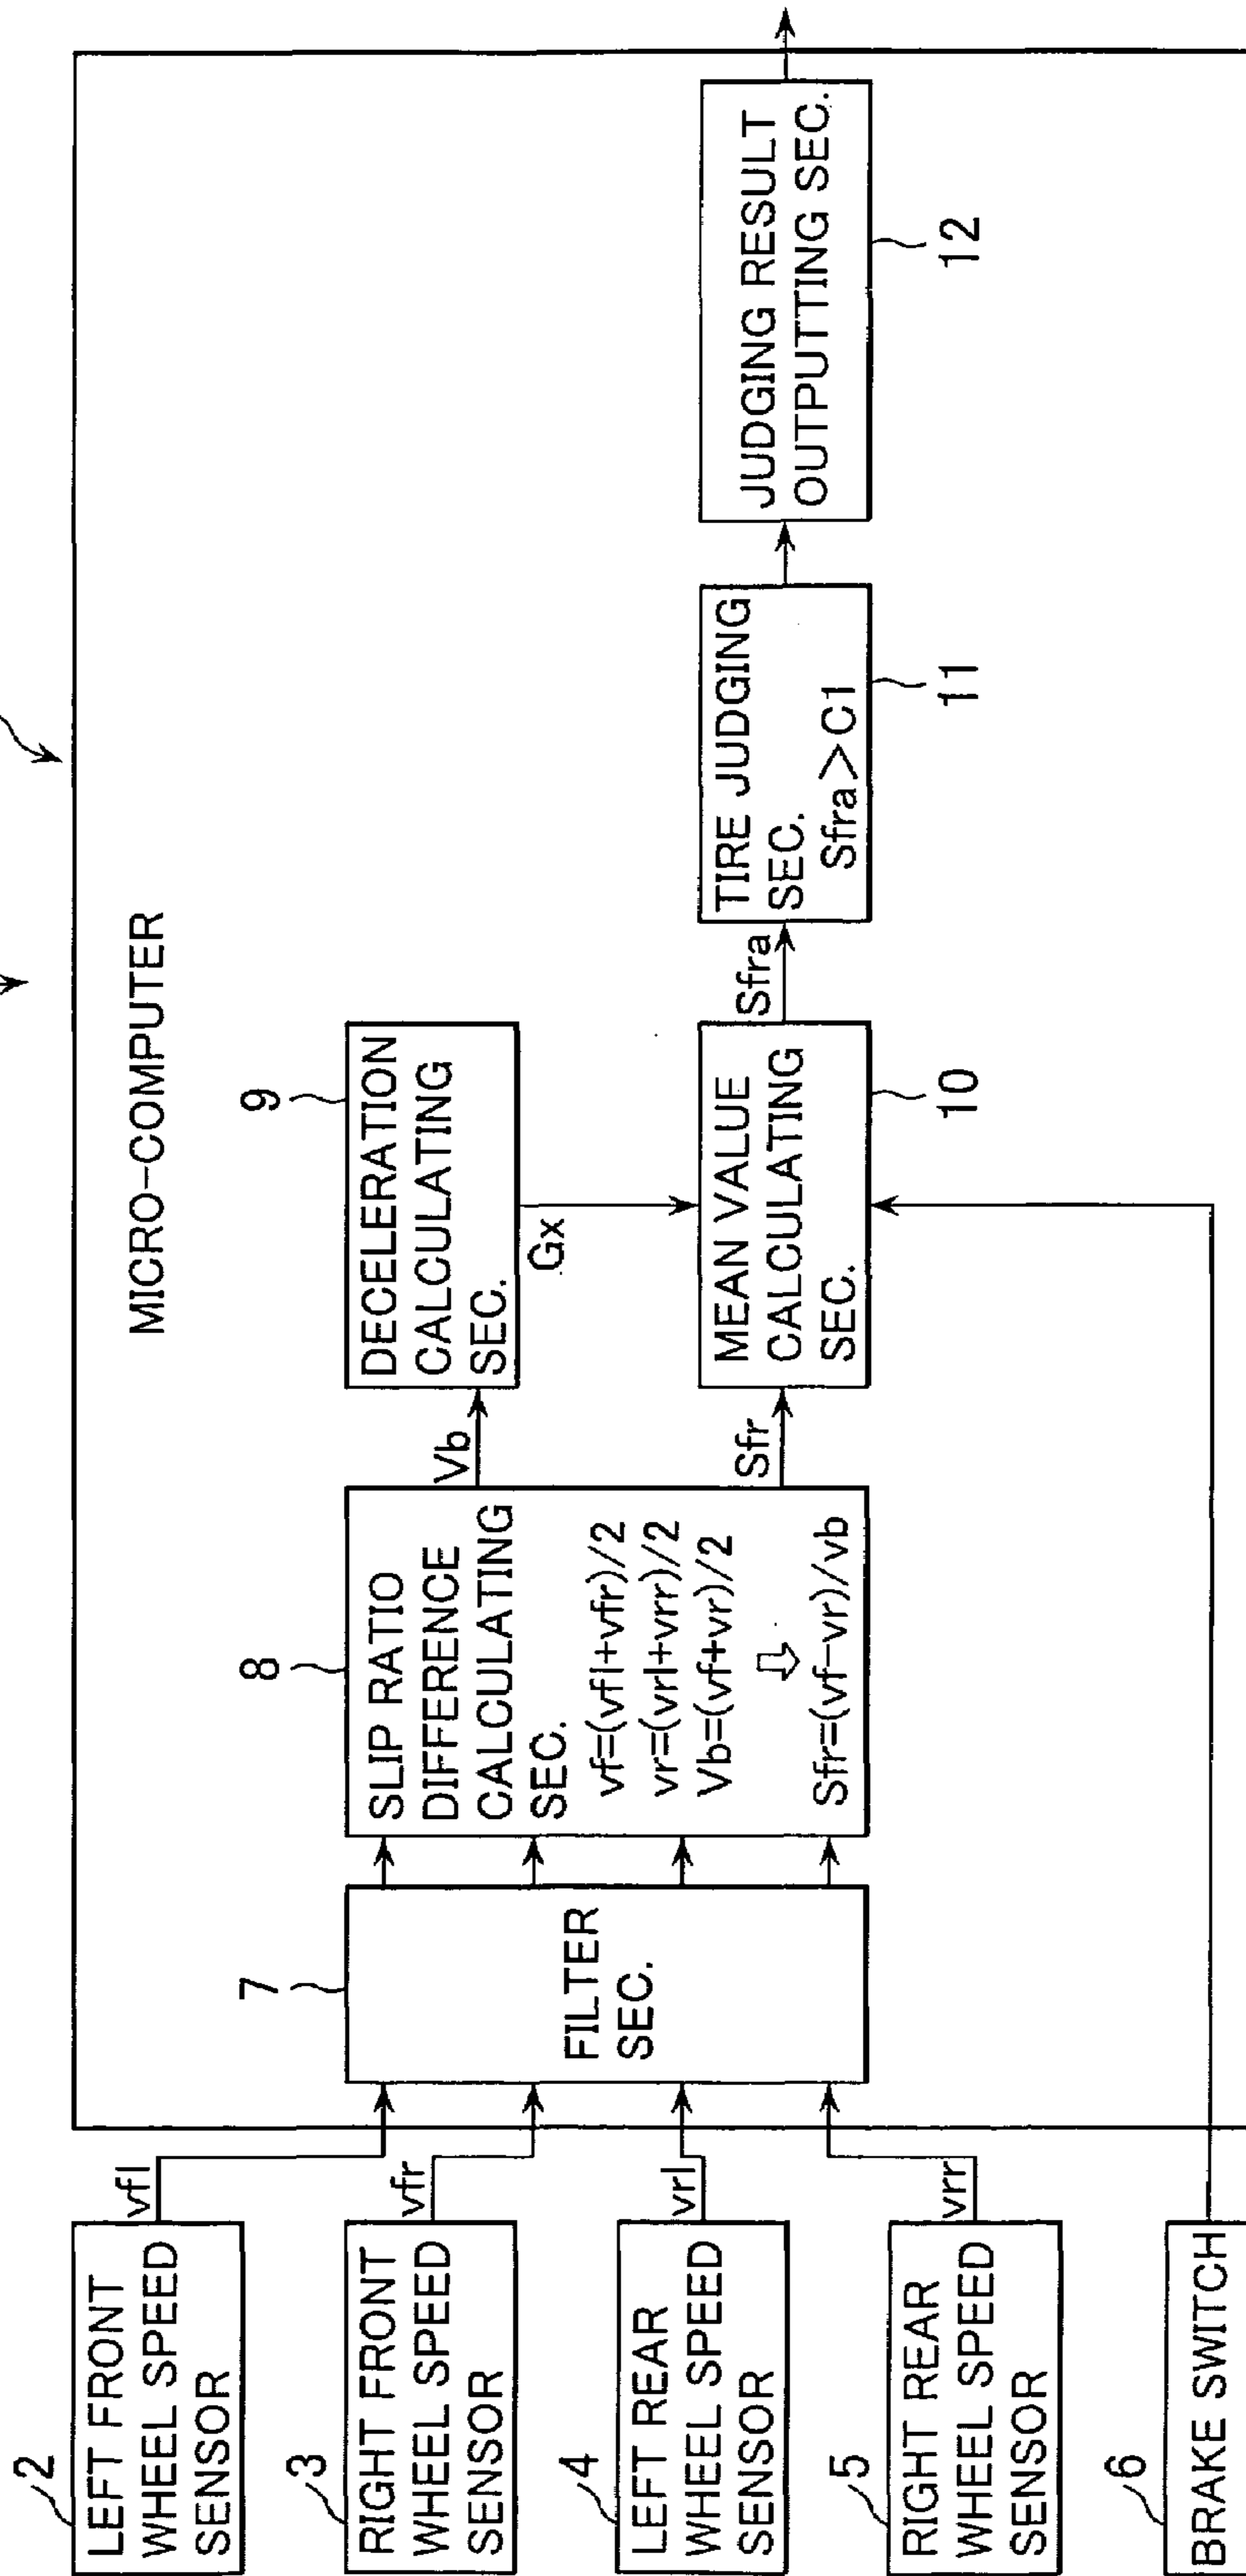 MICRO-COMPUTER
2
LEFT FRONT
WHEEL SPEED
SENSOR
vfl
3
RIGHT FRONT
WHEEL SPEED
SENSOR
vfr
4
LEFT REAR
WHEEL SPEED
SENSOR
vrl
5
RIGHT REAR
WHEEL SPEED
SENSOR
vrr
6
BRAKE SWITCH
7
FILTER
SEC.
8
SLIP RATIO
DIFFERENCE
CALCULATING
SEC.
vf=(vfl+vfr)/2
vr=(vrl+vrr)/2
Vb=(vf+vr)/2
Sfr=(vf-vr)/vb
Vb
Sfr
9
DECELERATION
CALCULATING
SEC.
Gx
MEAN VALUE
CALCULATING
SEC.
10
Sfra
TIRE JUDGING
SEC.
Sfra>C1
11
JUDGING RESULT
OUTPUTTING SEC.
12